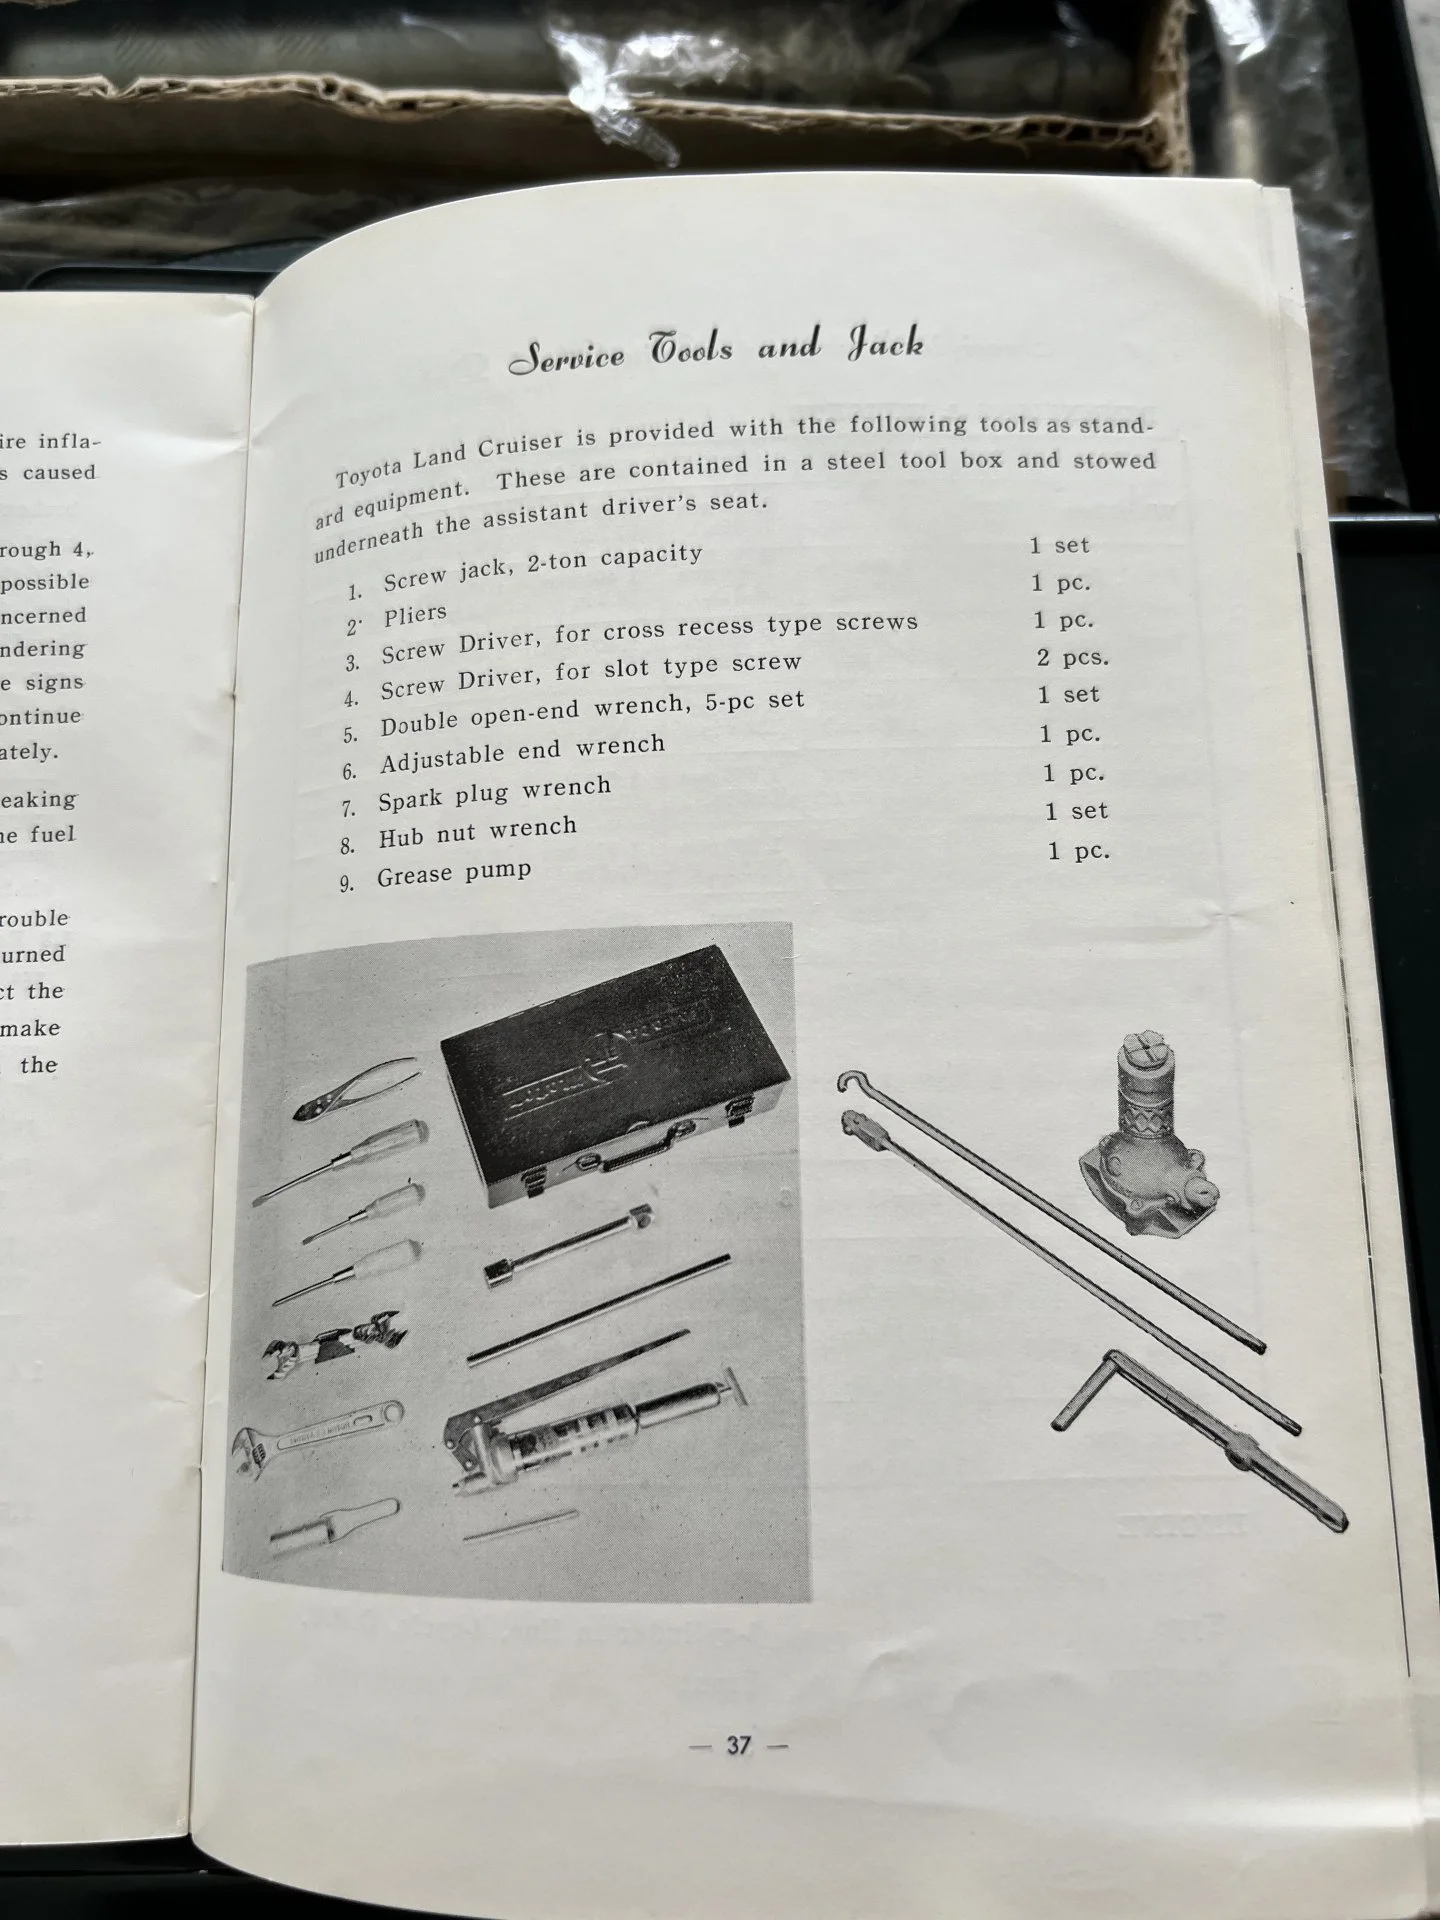 ire infla-
s caused
rough 4,
possible
ncerned
ndering
e signs
ontinue
ately.
eaking
he fuel
rouble
urned
ct the
make
the
Service Tools and Jack
Toyota Land Cruiser is provided with the following tools as stand-
ard equipment. These are contained in a steel tool box and stowed
underneath the assistant driver's seat.
1. Screw jack, 2-ton capacity 1 set
2. Pliers 1 pc.
3. Screw Driver, for cross recess type screws 1 pc.
4. Screw Driver, for slot type screw 2 pcs.
5. Double open-end wrench, 5-pc set 1 set
6. Adjustable end wrench 1 pc.
7. Spark plug wrench 1 pc.
8. Hub nut wrench 1 set
9. Grease pump 1 pc.
— 37 —